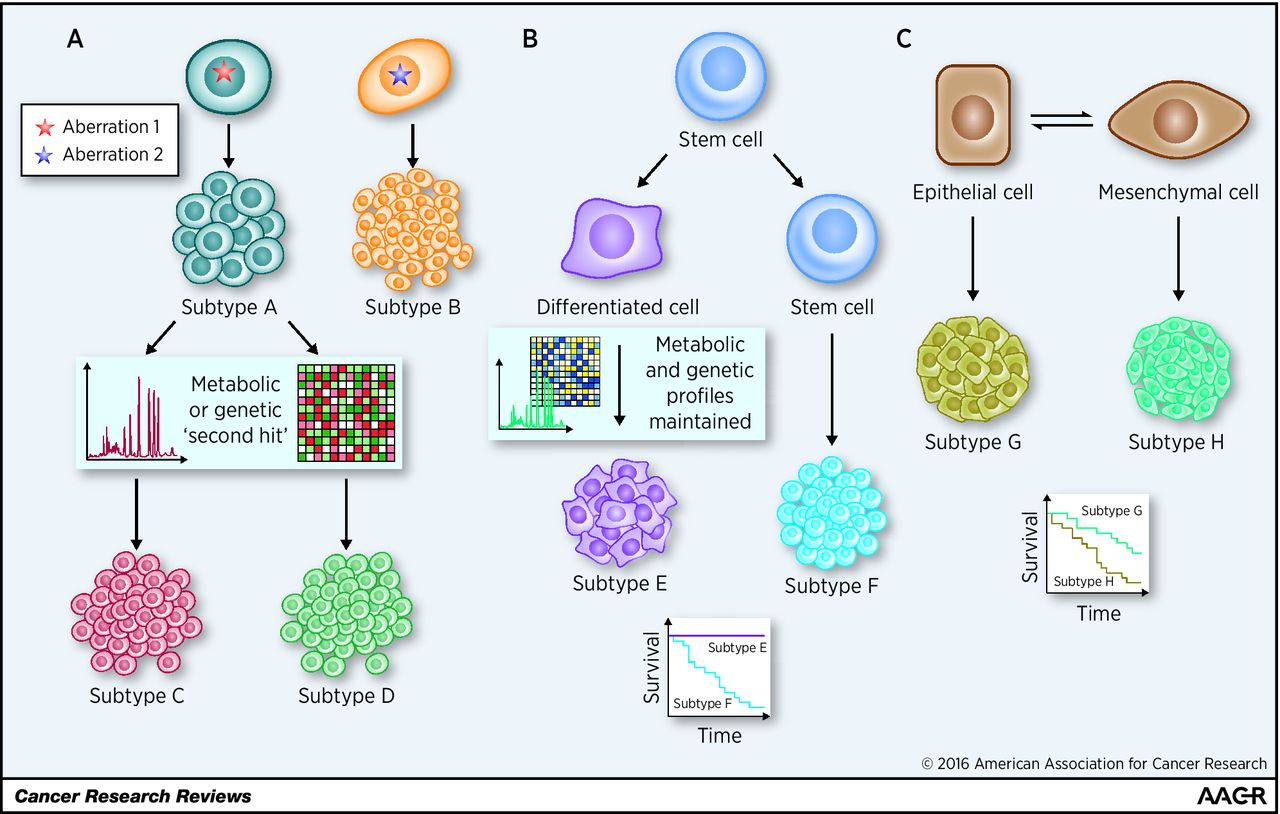 A
Aberration 1
Aberration 2
Subtype A
Subtype B
Metabolic
or genetic
‘second hit’
Subtype C
Subtype D
B
Stem cell
Differentiated cell
Stem cell
Metabolic
and genetic
profiles
maintained
Subtype E
Subtype F
Survival
Subtype E
Subtype F
Time
C
Epithelial cell
Mesenchymal cell
Subtype G
Subtype H
Survival
Subtype G
Subtype H
Time
© 2016 American Association for Cancer Research
Cancer Research Reviews
AACR